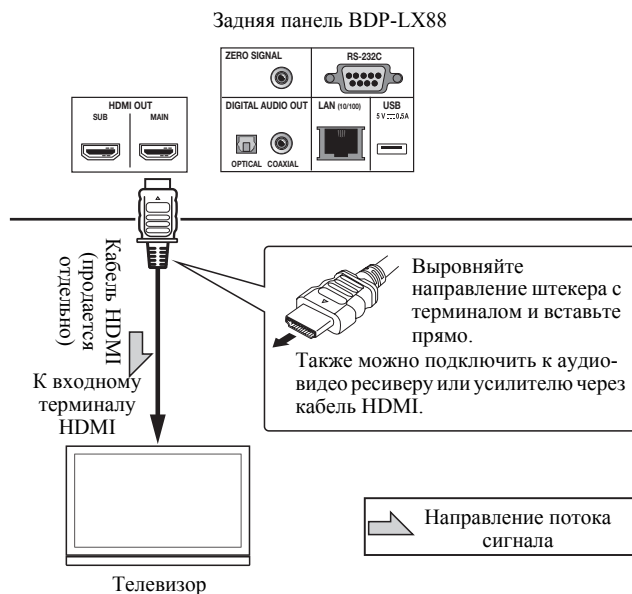 Задняя панель BDP-LX88
ZERO SIGNAL
RS-232C
HDMI OUT
SUB
MAIN
DIGITAL AUDIO OUT
OPTICAL
COAXIAL
LAN (10/100)
USB
5 V ⎓ 0.5A
Кабель HDMI
(продается
отдельно)
Выровняйте
направление штекера с
терминалом и вставьте
прямо.
Также можно подключить к аудио-
видео ресиверу или усилителю через
кабель HDMI.
К входному
терминалу
HDMI
Направление потока
сигнала
Телевизор